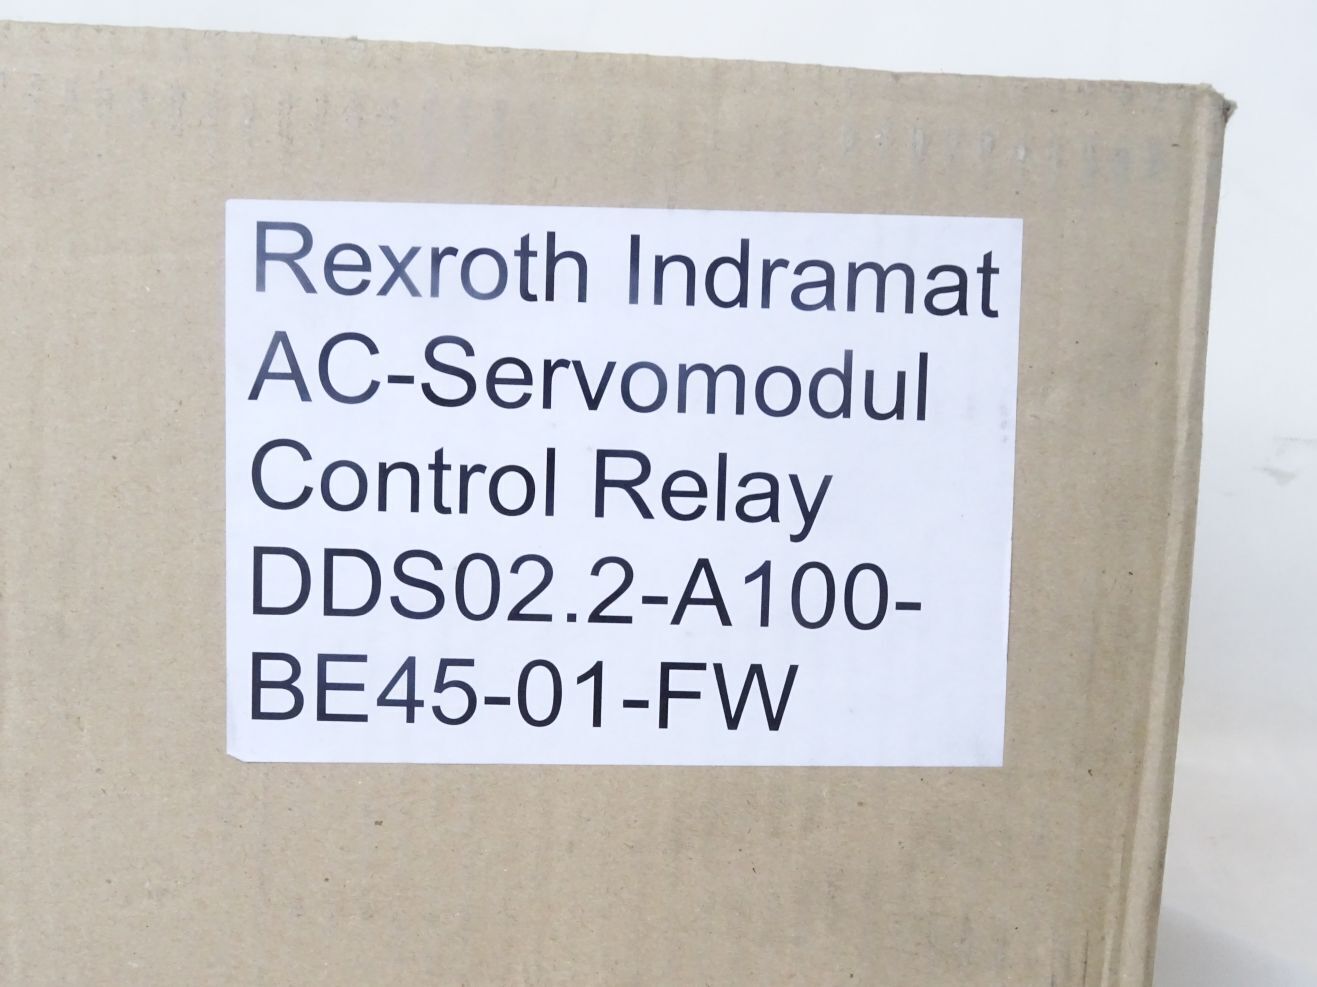 Rexroth Indramat
AC-Servomodul
Control Relay
DDS02.2-A100-
BE45-01-FW